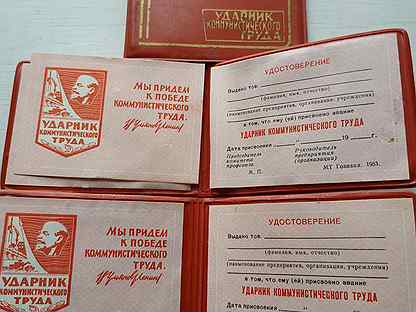 УДАРНИК
КОММУНИСТИЧЕСКОГО
ТРУДА
МЫ ПРИДЕМ
К ПОБЕДЕ
КОММУНИСТИЧЕСКОГО
ТРУДА.
УДАРНИК
КОММУНИСТИЧЕСКОГО
ТРУДА
УДОСТОВЕРЕНИЕ
Выдано тов.
(фамилия, имя, отчество)
(наименование предприятия, организации, учреждения)
в том, что ему (ей) присвоено звание
УДАРНИК КОММУНИСТИЧЕСКОГО ТРУДА
Дата присвоения 19 г.
Председатель
комитета
профсоюза
Руководитель
предприятия
(организации)
М. П.
МТ Гознака. 1983.
МЫ ПРИДЕМ
К ПОБЕДЕ
КОММУНИСТИЧЕСКОГО
ТРУДА.
УДАРНИК
КОММУНИСТИЧЕСКОГО
ТРУДА
УДОСТОВЕРЕНИЕ
Выдано тов.
(фамилия, имя, отчество)
(наименование предприятия, организации, учреждения)
в том, что ему (ей) присвоено звание
УДАРНИК КОММУНИСТИЧЕСКОГО ТРУДА
Дата присвоения 19 г.